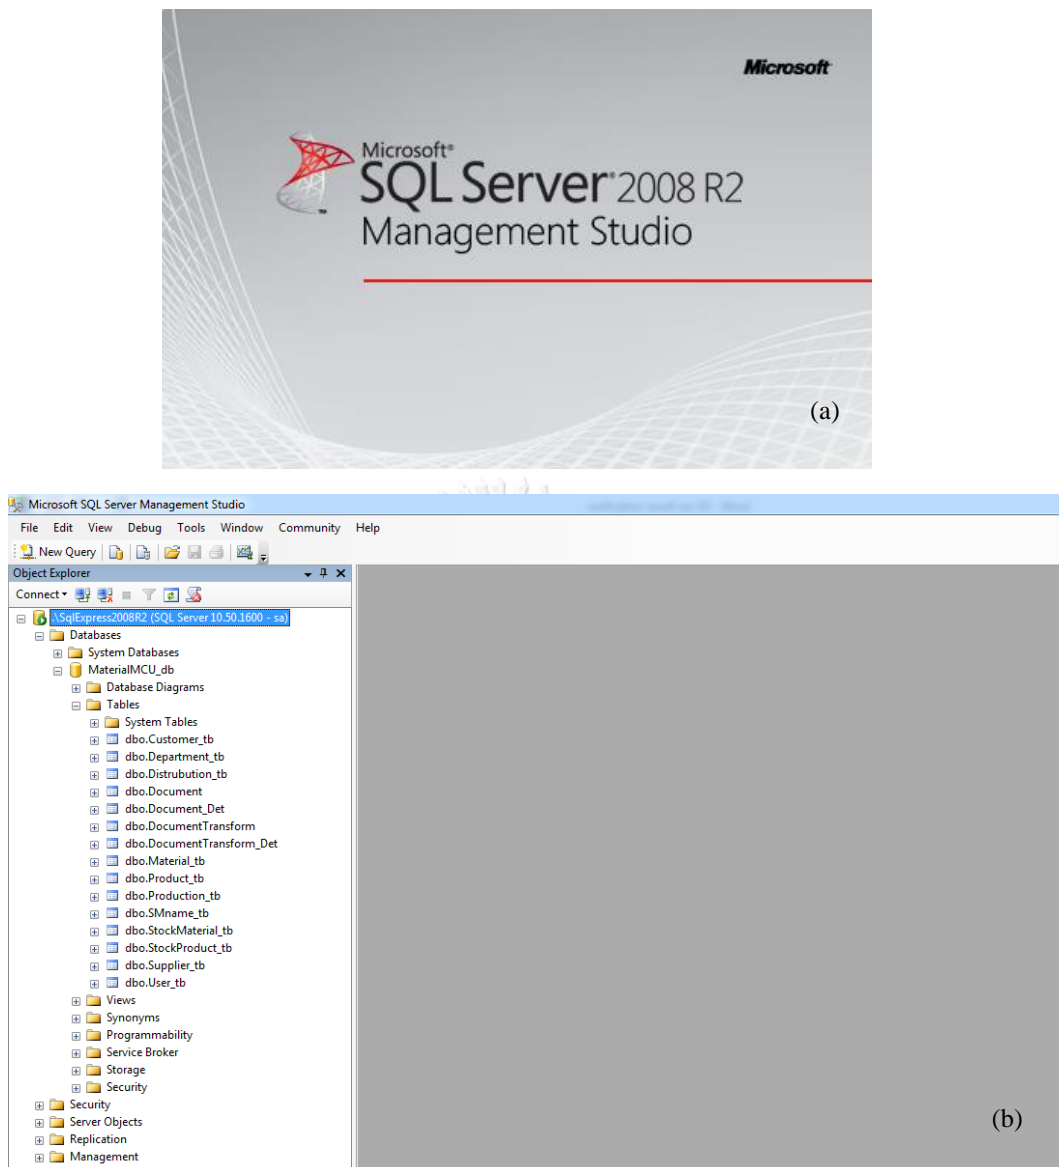 Microsoft
Microsoft®
SQL Server® 2008 R2
™
Management Studio
(a)
Microsoft SQL Server Management Studio
File Edit View Debug Tools Window Community Help
New Query
Object Explorer
Connect
.\SqlExpress2008R2 (SQL Server 10.50.1600 - sa)
Databases
System Databases
MaterialMCU_db
Database Diagrams
Tables
System Tables
dbo.Customer_tb
dbo.Department_tb
dbo.Distrubution_tb
dbo.Document
dbo.Document_Det
dbo.DocumentTransform
dbo.DocumentTransform_Det
dbo.Material_tb
dbo.Product_tb
dbo.Production_tb
dbo.SMname_tb
dbo.StockMaterial_tb
dbo.StockProduct_tb
dbo.Supplier_tb
dbo.User_tb
Views
Synonyms
Programmability
Service Broker
Storage
Security
Security
Server Objects
Replication
Management
(b)